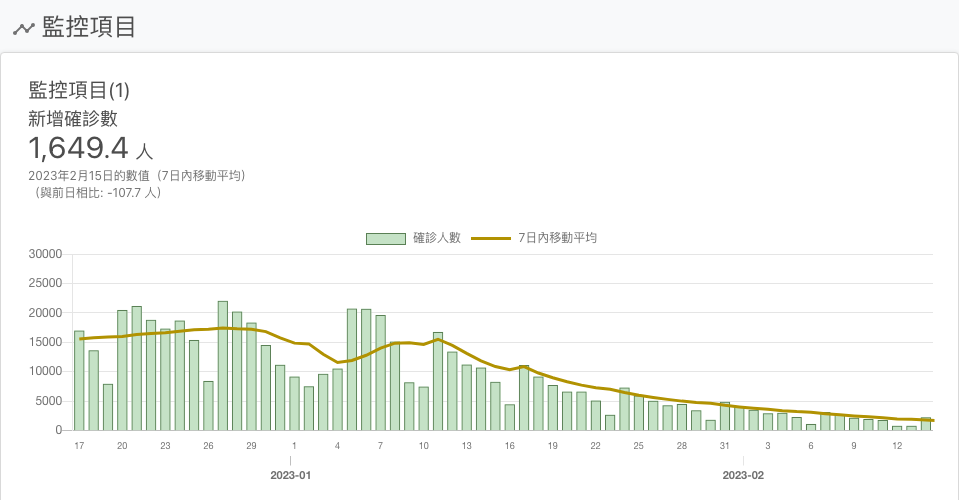 監控項目
監控項目(1)
新增確診數
1,649.4 人
2023年2月15日的數值（7日內移動平均）
（與前日相比: -107.7 人）
確診人數 7日內移動平均
30000
25000
20000
15000
10000
5000
0
17 20 23 26 29 1 4 7 10 13 16 19 22 25 28 31 3 6 9 12
2023-01 2023-02